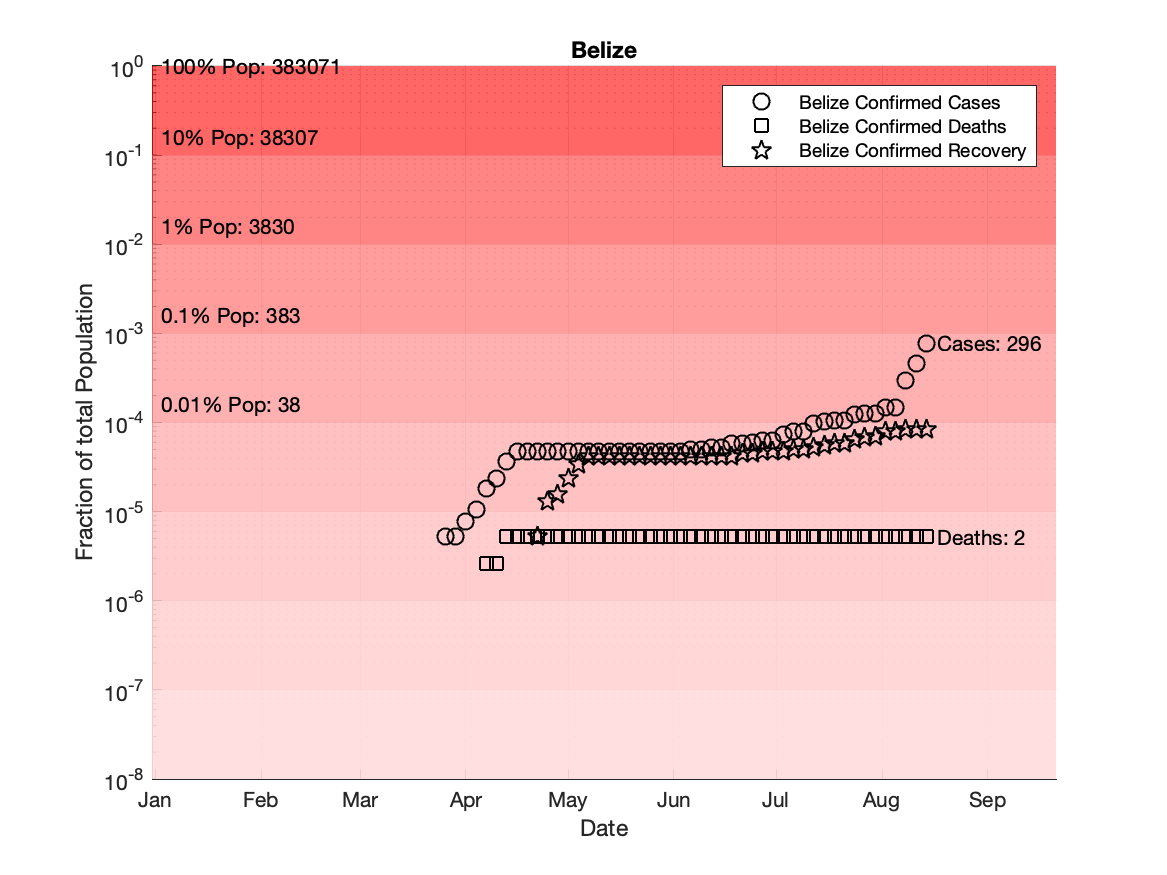 Belize
10^0
100% Pop: 383071
Belize Confirmed Cases
Belize Confirmed Deaths
Belize Confirmed Recovery
10% Pop: 38307
10^-1
1% Pop: 3830
10^-2
0.1% Pop: 383
10^-3
Cases: 296
0.01% Pop: 38
10^-4
10^-5
Deaths: 2
10^-6
10^-7
10^-8
Fraction of total Population
Jan Feb Mar Apr May Jun Jul Aug Sep
Date